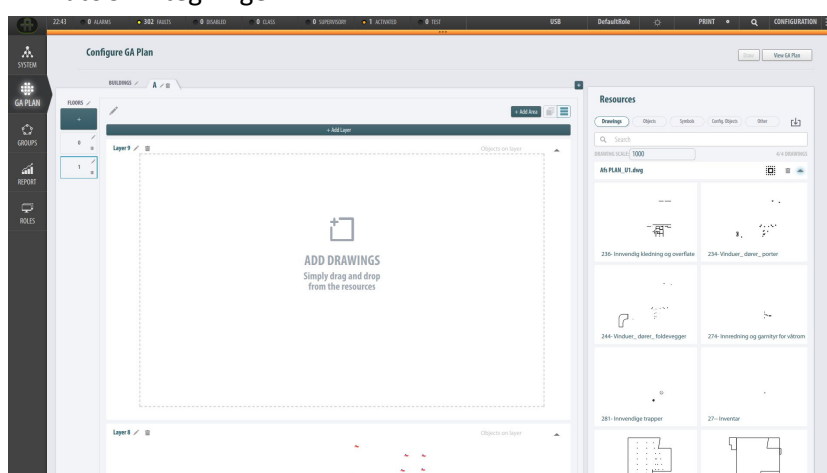 22:43 0 ALARMS 302 FAULTS 0 DISABLED 0 CLASS 0 SUPERVISORY 1 ACTIVATED 0 TEST USB DefaultRole PRINT CONFIGURATION
SYSTEM
GA PLAN
GROUPS
REPORT
ROLES
Configure GA Plan
View GA Plan
BUILDINGS A
FLOORS
+
0
1
+ Add Area
+ Add Layer
Layer 9 Objects on layer
ADD DRAWINGS
Simply drag and drop
from the resources
Layer 8 Objects on layer
Resources
Drawings Objects Symbols Config. Objects Other
Search
DRAWING SCALE: 1000 4/4 DRAWINGS
Afs PLAN_U1.dwg
236- Innvendig kledning og overflate 234- Vinduer_ dører_ porter
244- Vinduer_ dører_ foldevegger 274- Innredning og garnityr for våtrom
281- Innvendige trapper 27-- Inventar